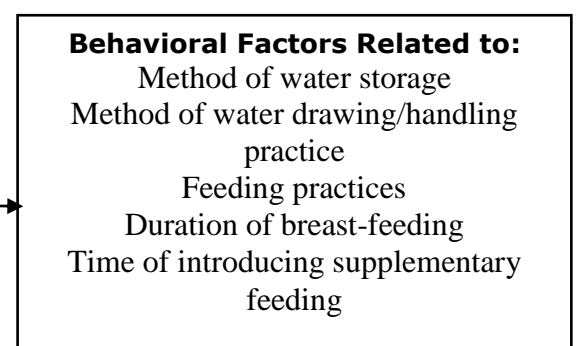 Behavioral Factors Related to:
Method of water storage
Method of water drawing/handling
practice
Feeding practices
Duration of breast-feeding
Time of introducing supplementary
feeding